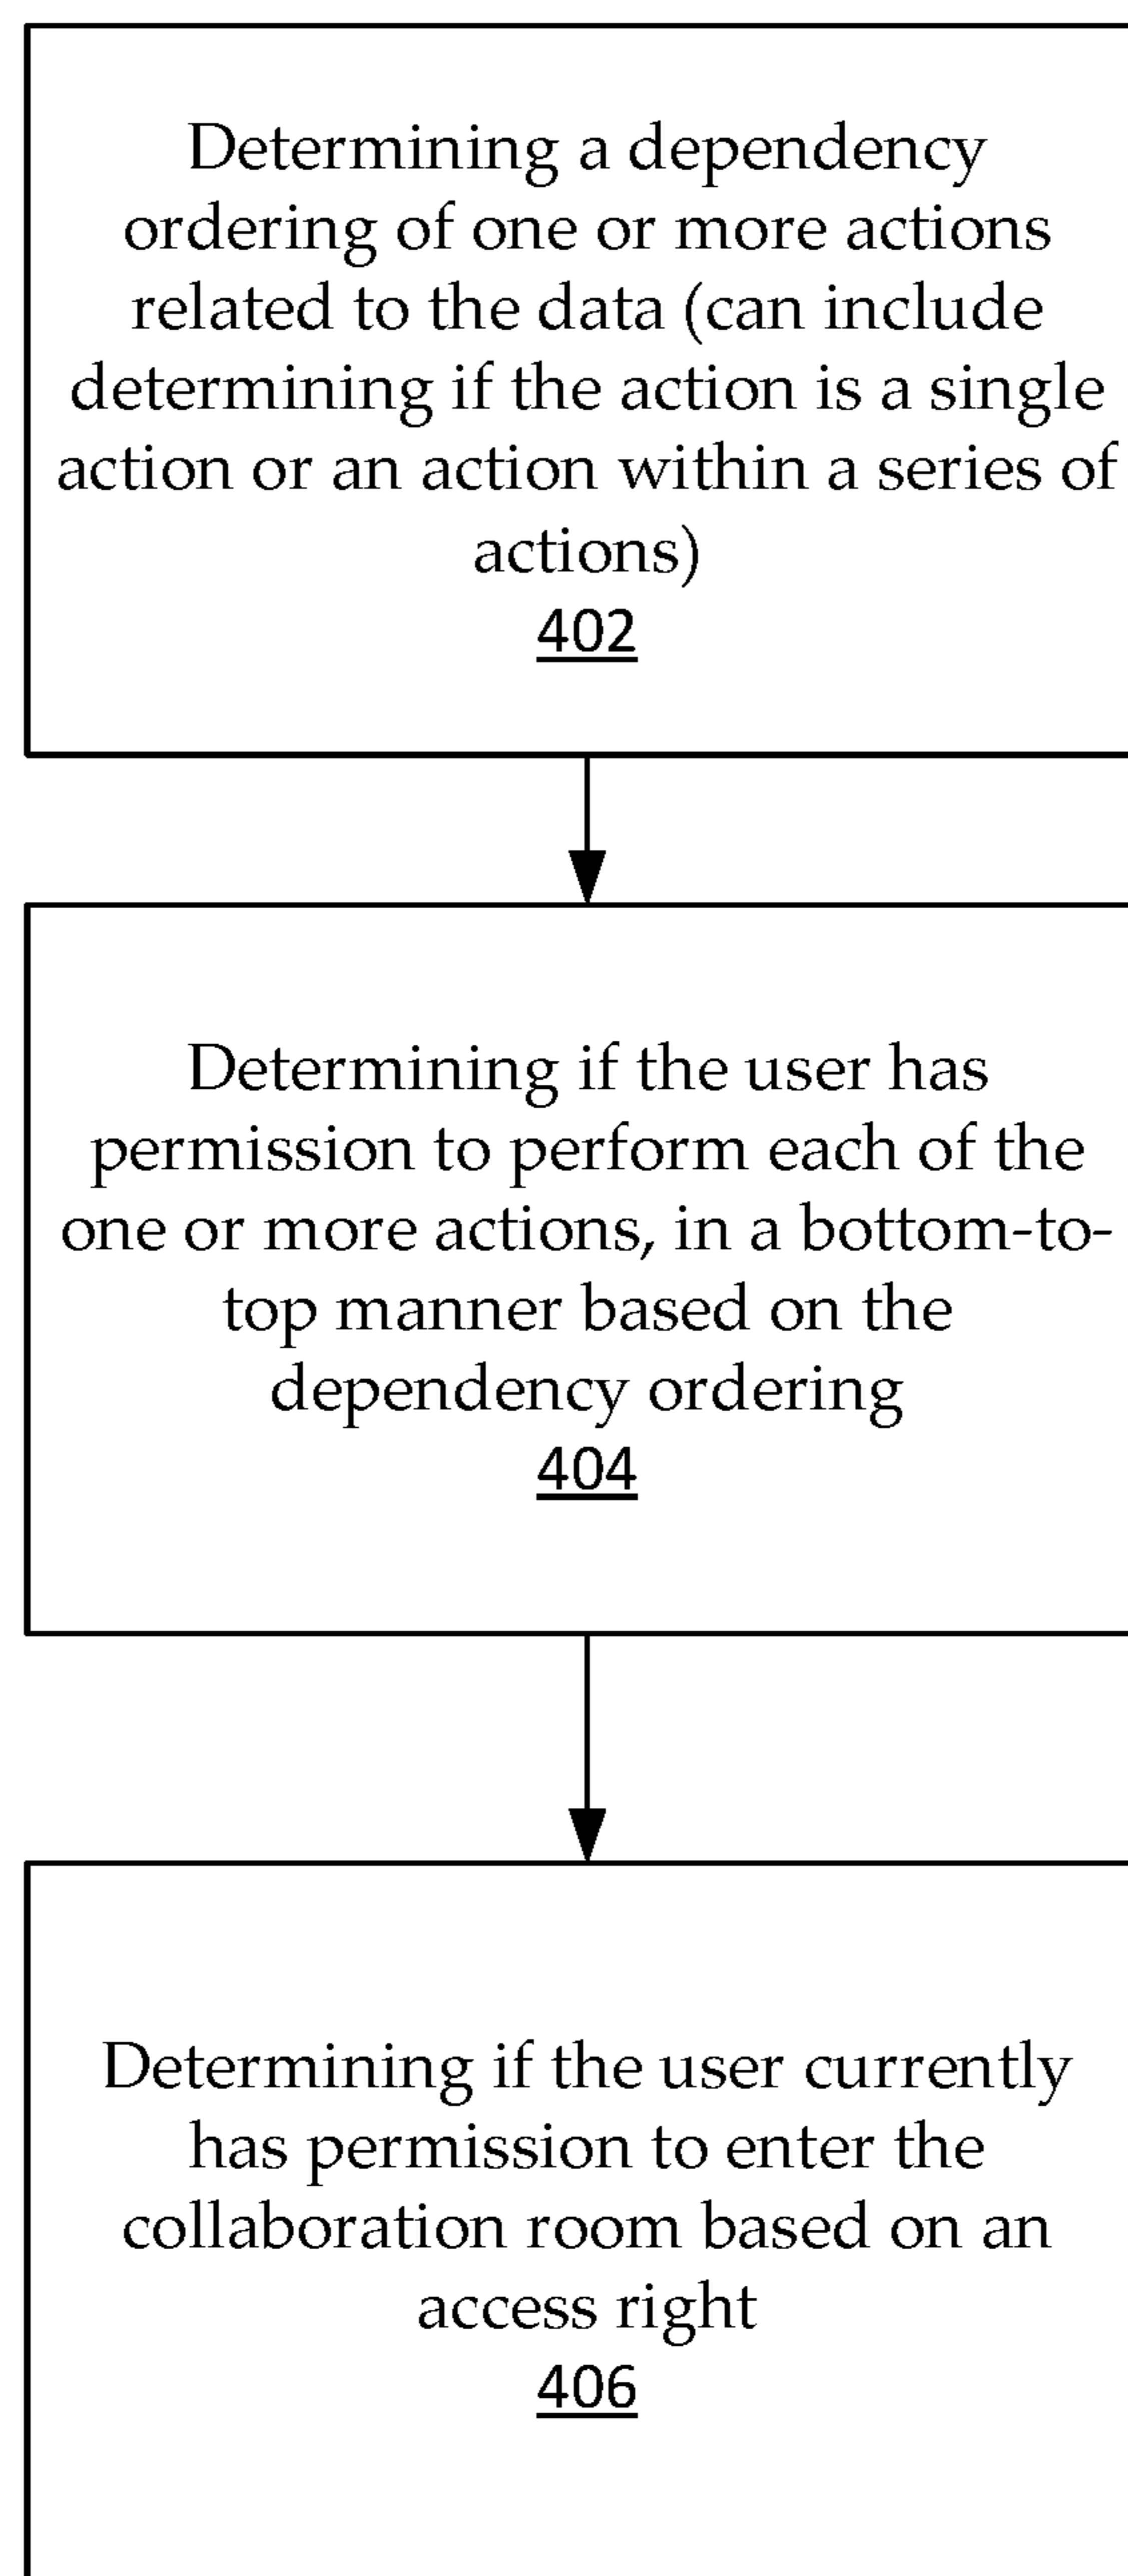 Determining a dependency
ordering of one or more actions
related to the data (can include
determining if the action is a single
action or an action within a series of
actions)
402
Determining if the user has
permission to perform each of the
one or more actions, in a bottom-to-
top manner based on the
dependency ordering
404
Determining if the user currently
has permission to enter the
collaboration room based on an
access right
406